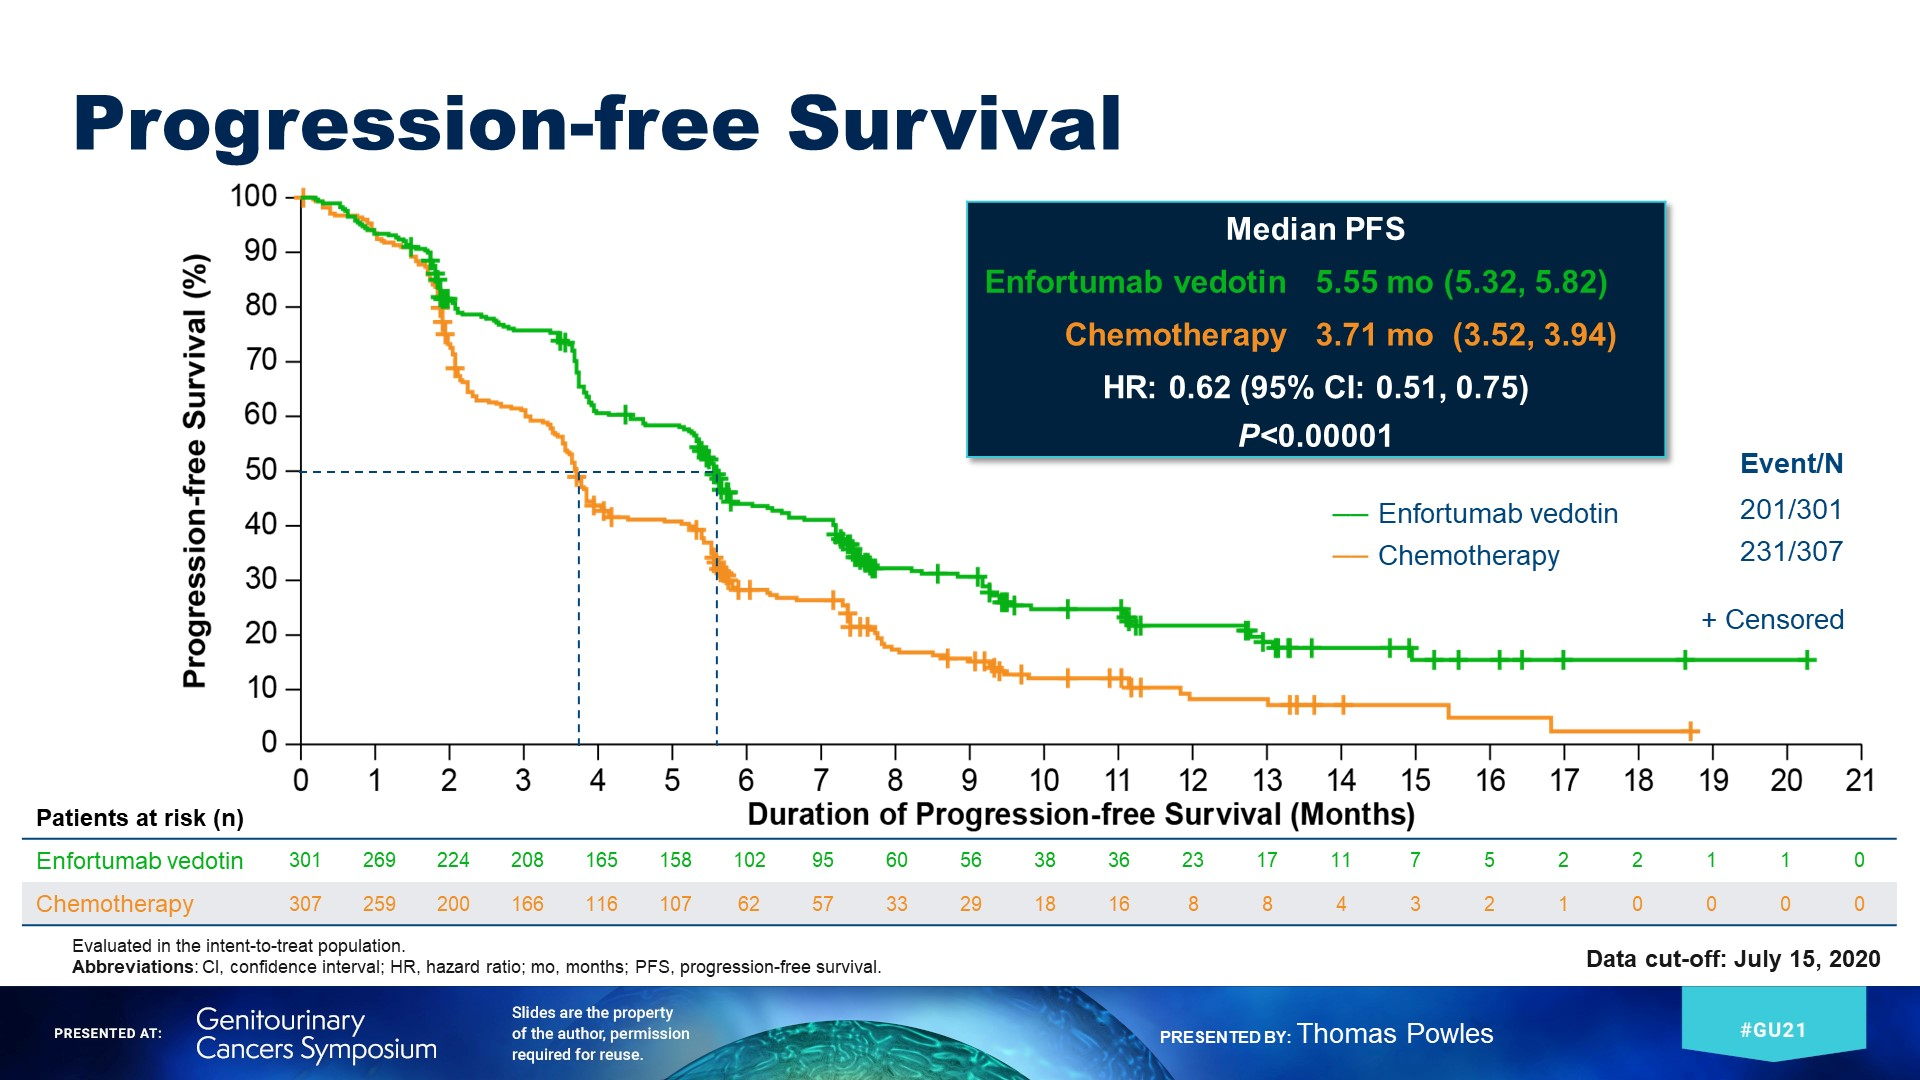 Progression-free Survival
Progression-free Survival (%)
100
90
80
70
60
50
40
30
20
10
0
Median PFS
Enfortumab vedotin 5.55 mo (5.32, 5.82)
Chemotherapy 3.71 mo (3.52, 3.94)
HR: 0.62 (95% CI: 0.51, 0.75)
P<0.00001
Event/N
Enfortumab vedotin 201/301
Chemotherapy 231/307
+ Censored
0 1 2 3 4 5 6 7 8 9 10 11 12 13 14 15 16 17 18 19 20 21
Duration of Progression-free Survival (Months)
Patients at risk (n)
Enfortumab vedotin 301 269 224 208 165 158 102 95 60 56 38 36 23 17 11 7 5 2 2 1 1 0
Chemotherapy 307 259 200 166 116 107 62 57 33 29 18 16 8 8 4 3 2 1 0 0 0 0
Evaluated in the intent-to-treat population.
Abbreviations: CI, confidence interval; HR, hazard ratio; mo, months; PFS, progression-free survival.
Data cut-off: July 15, 2020
PRESENTED AT:
Genitourinary
Cancers Symposium
Slides are the property
of the author, permission
required for reuse.
PRESENTED BY: Thomas Powles
#GU21